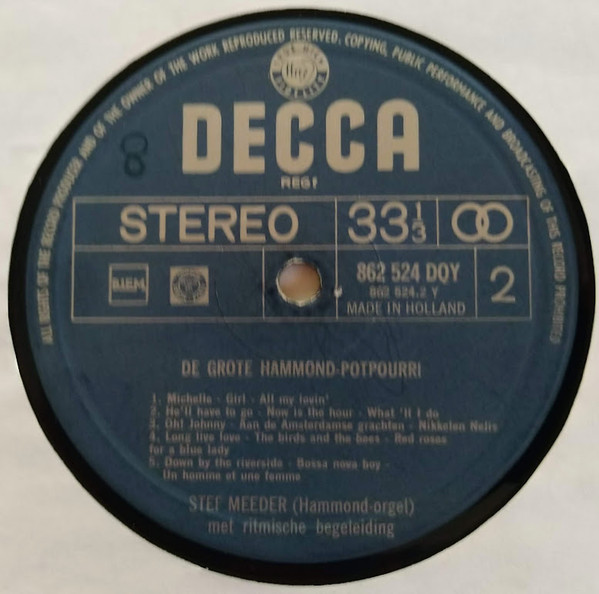 ALL RIGHTS OF THE RECORD PRODUCER AND OF THE OWNER OF THE WORK REPRODUCED RESERVED. COPYING, PUBLIC PERFORMANCE AND BROADCASTING OF THIS RECORD PROHIBITED
DECCA
REGD
8
STEREO 33 1/3
B.I.E.M. 862 524 DQY 2
862 524.2 Y
MADE IN HOLLAND
DE GROTE HAMMOND-POTPOURRI
1. Michelle - Girl - All my lovin'
2. He'll have to go - Now is the hour - What 'll I do
3. Oh! Johnny - Aan de Amsterdamse grachten - Nikkelen Nelis
4. Long live love - The birds and the bees - Red roses
for a blue lady
5. Down by the riverside - Bossa nova boy -
Un homme et une femme
STEF MEEDER (Hammond-orgel)
met ritmische begeleiding